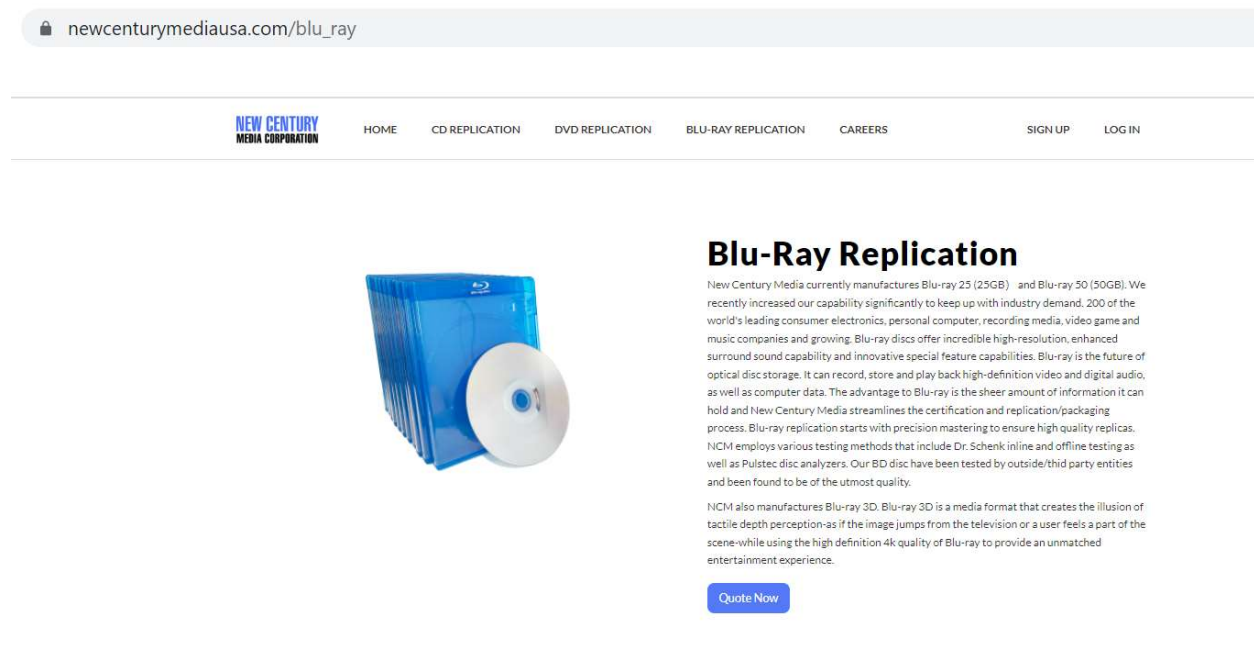 newcenturymediausa.com/blu_ray
NEW CENTURY
MEDIA CORPORATION
HOME
CD REPLICATION
DVD REPLICATION
BLU-RAY REPLICATION
CAREERS
SIGN UP
LOG IN
Blu-Ray Replication
New Century Media currently manufactures Blu-ray 25 (25GB) and Blu-ray 50 (50GB). We
recently increased our capability significantly to keep up with industry demand. 200 of the
world's leading consumer electronics, personal computer, recording media, video game and
music companies and growing. Blu-ray discs offer incredible high-resolution, enhanced
surround sound capability and innovative special feature capabilities. Blu-ray is the future of
optical disc storage. It can record, store and play back high-definition video and digital audio,
as well as computer data. The advantage to Blu-ray is the sheer amount of information it can
hold and New Century Media streamlines the certification and replication/packaging
process. Blu-ray replication starts with precision mastering to ensure high quality replicas.
NCM employs various testing methods that include Dr. Schenk inline and offline testing as
well as Pulstec disc analyzers. Our BD disc have been tested by outside/thid party entities
and been found to be of the utmost quality.
NCM also manufactures Blu-ray 3D. Blu-ray 3D is a media format that creates the illusion of
tactile depth perception-as if the image jumps from the television or a user feels a part of the
scene-while using the high definition 4k quality of Blu-ray to provide an unmatched
entertainment experience.
Quote Now